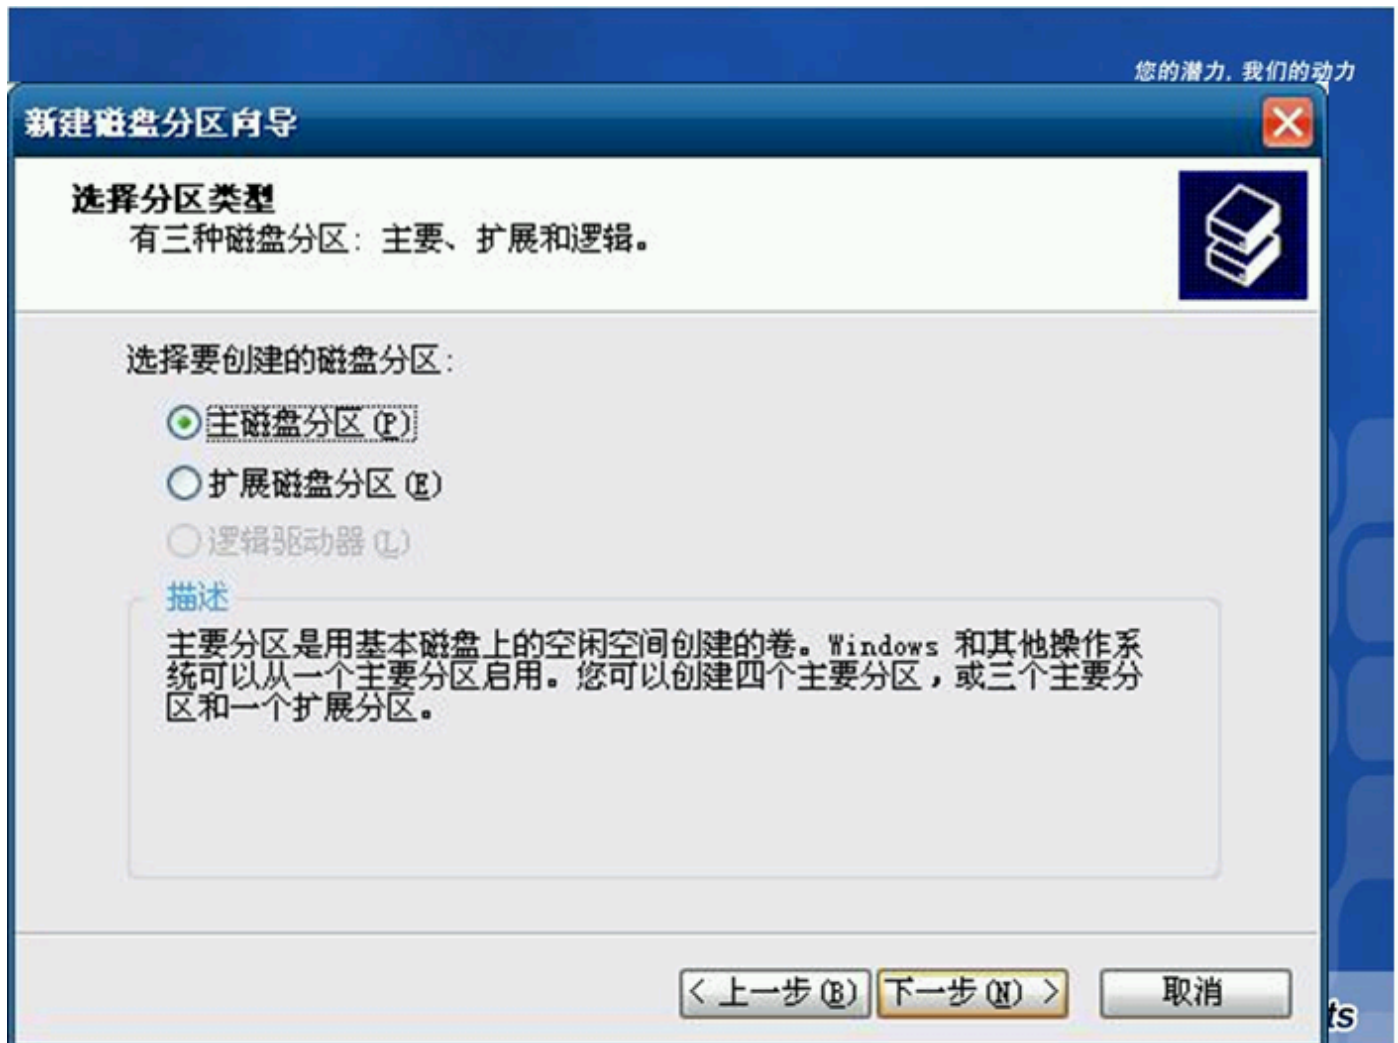 您的潜力，我们的动力
新建磁盘分区向导
选择分区类型
有三种磁盘分区：主要、扩展和逻辑。
选择要创建的磁盘分区：
主磁盘分区(P)
扩展磁盘分区(E)
逻辑驱动器(L)
描述
主要分区是用基本磁盘上的空闲空间创建的卷。Windows 和其他操作系
统可以从一个主要分区启用。您可以创建四个主要分区，或三个主要分
区和一个扩展分区。
< 上一步(B) 下一步(N) > 取消
ts